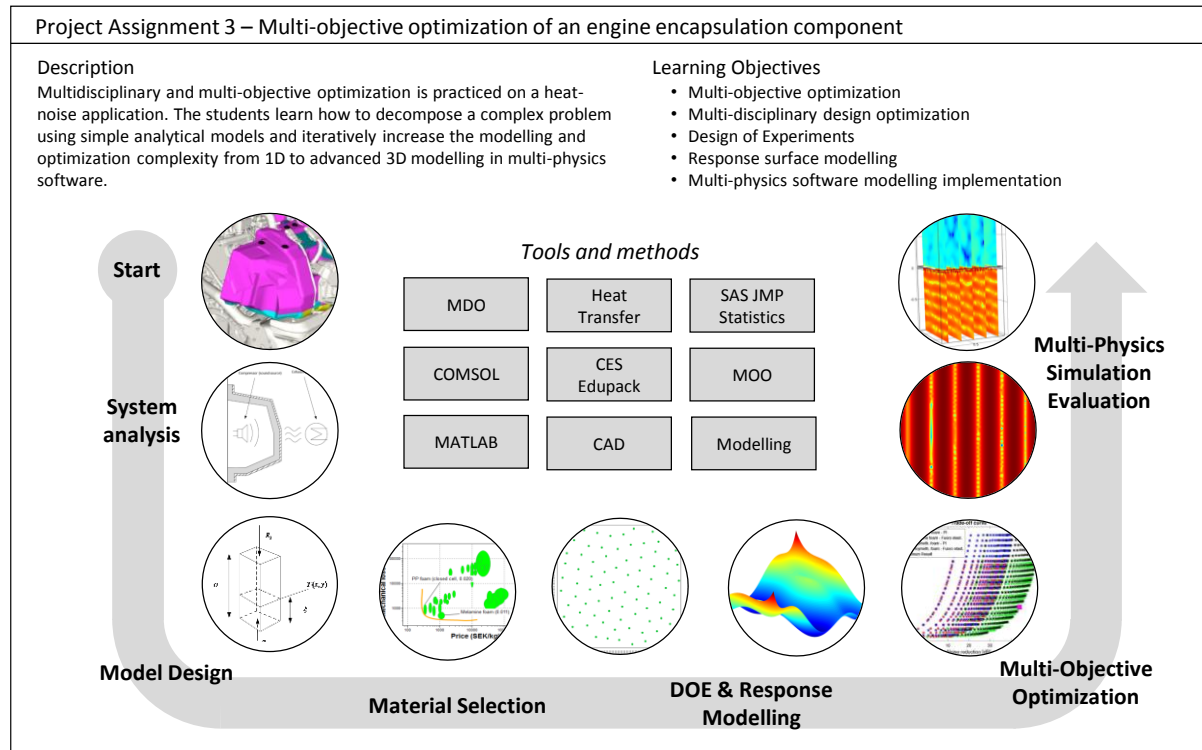 Project Assignment 3 – Multi-objective optimization of an engine encapsulation component
Description
Multidisciplinary and multi-objective optimization is practiced on a heat-
noise application. The students learn how to decompose a complex problem
using simple analytical models and iteratively increase the modelling and
optimization complexity from 1D to advanced 3D modelling in multi-physics
software.
Learning Objectives
• Multi-objective optimization
• Multi-disciplinary design optimization
• Design of Experiments
• Response surface modelling
• Multi-physics software modelling implementation
Start
Tools and methods
MDO
Heat
Transfer
SAS JMP
Statistics
COMSOL
CES
Edupack
MOO
MATLAB
CAD
Modelling
System
analysis
Model Design
PP foam (closed cell, 0.020)
Melamine foam (0.011)
Price (SEK/kg)
Material Selection
DOE & Response
Modelling
Multi-Objective
Optimization
Multi-Physics
Simulation
Evaluation